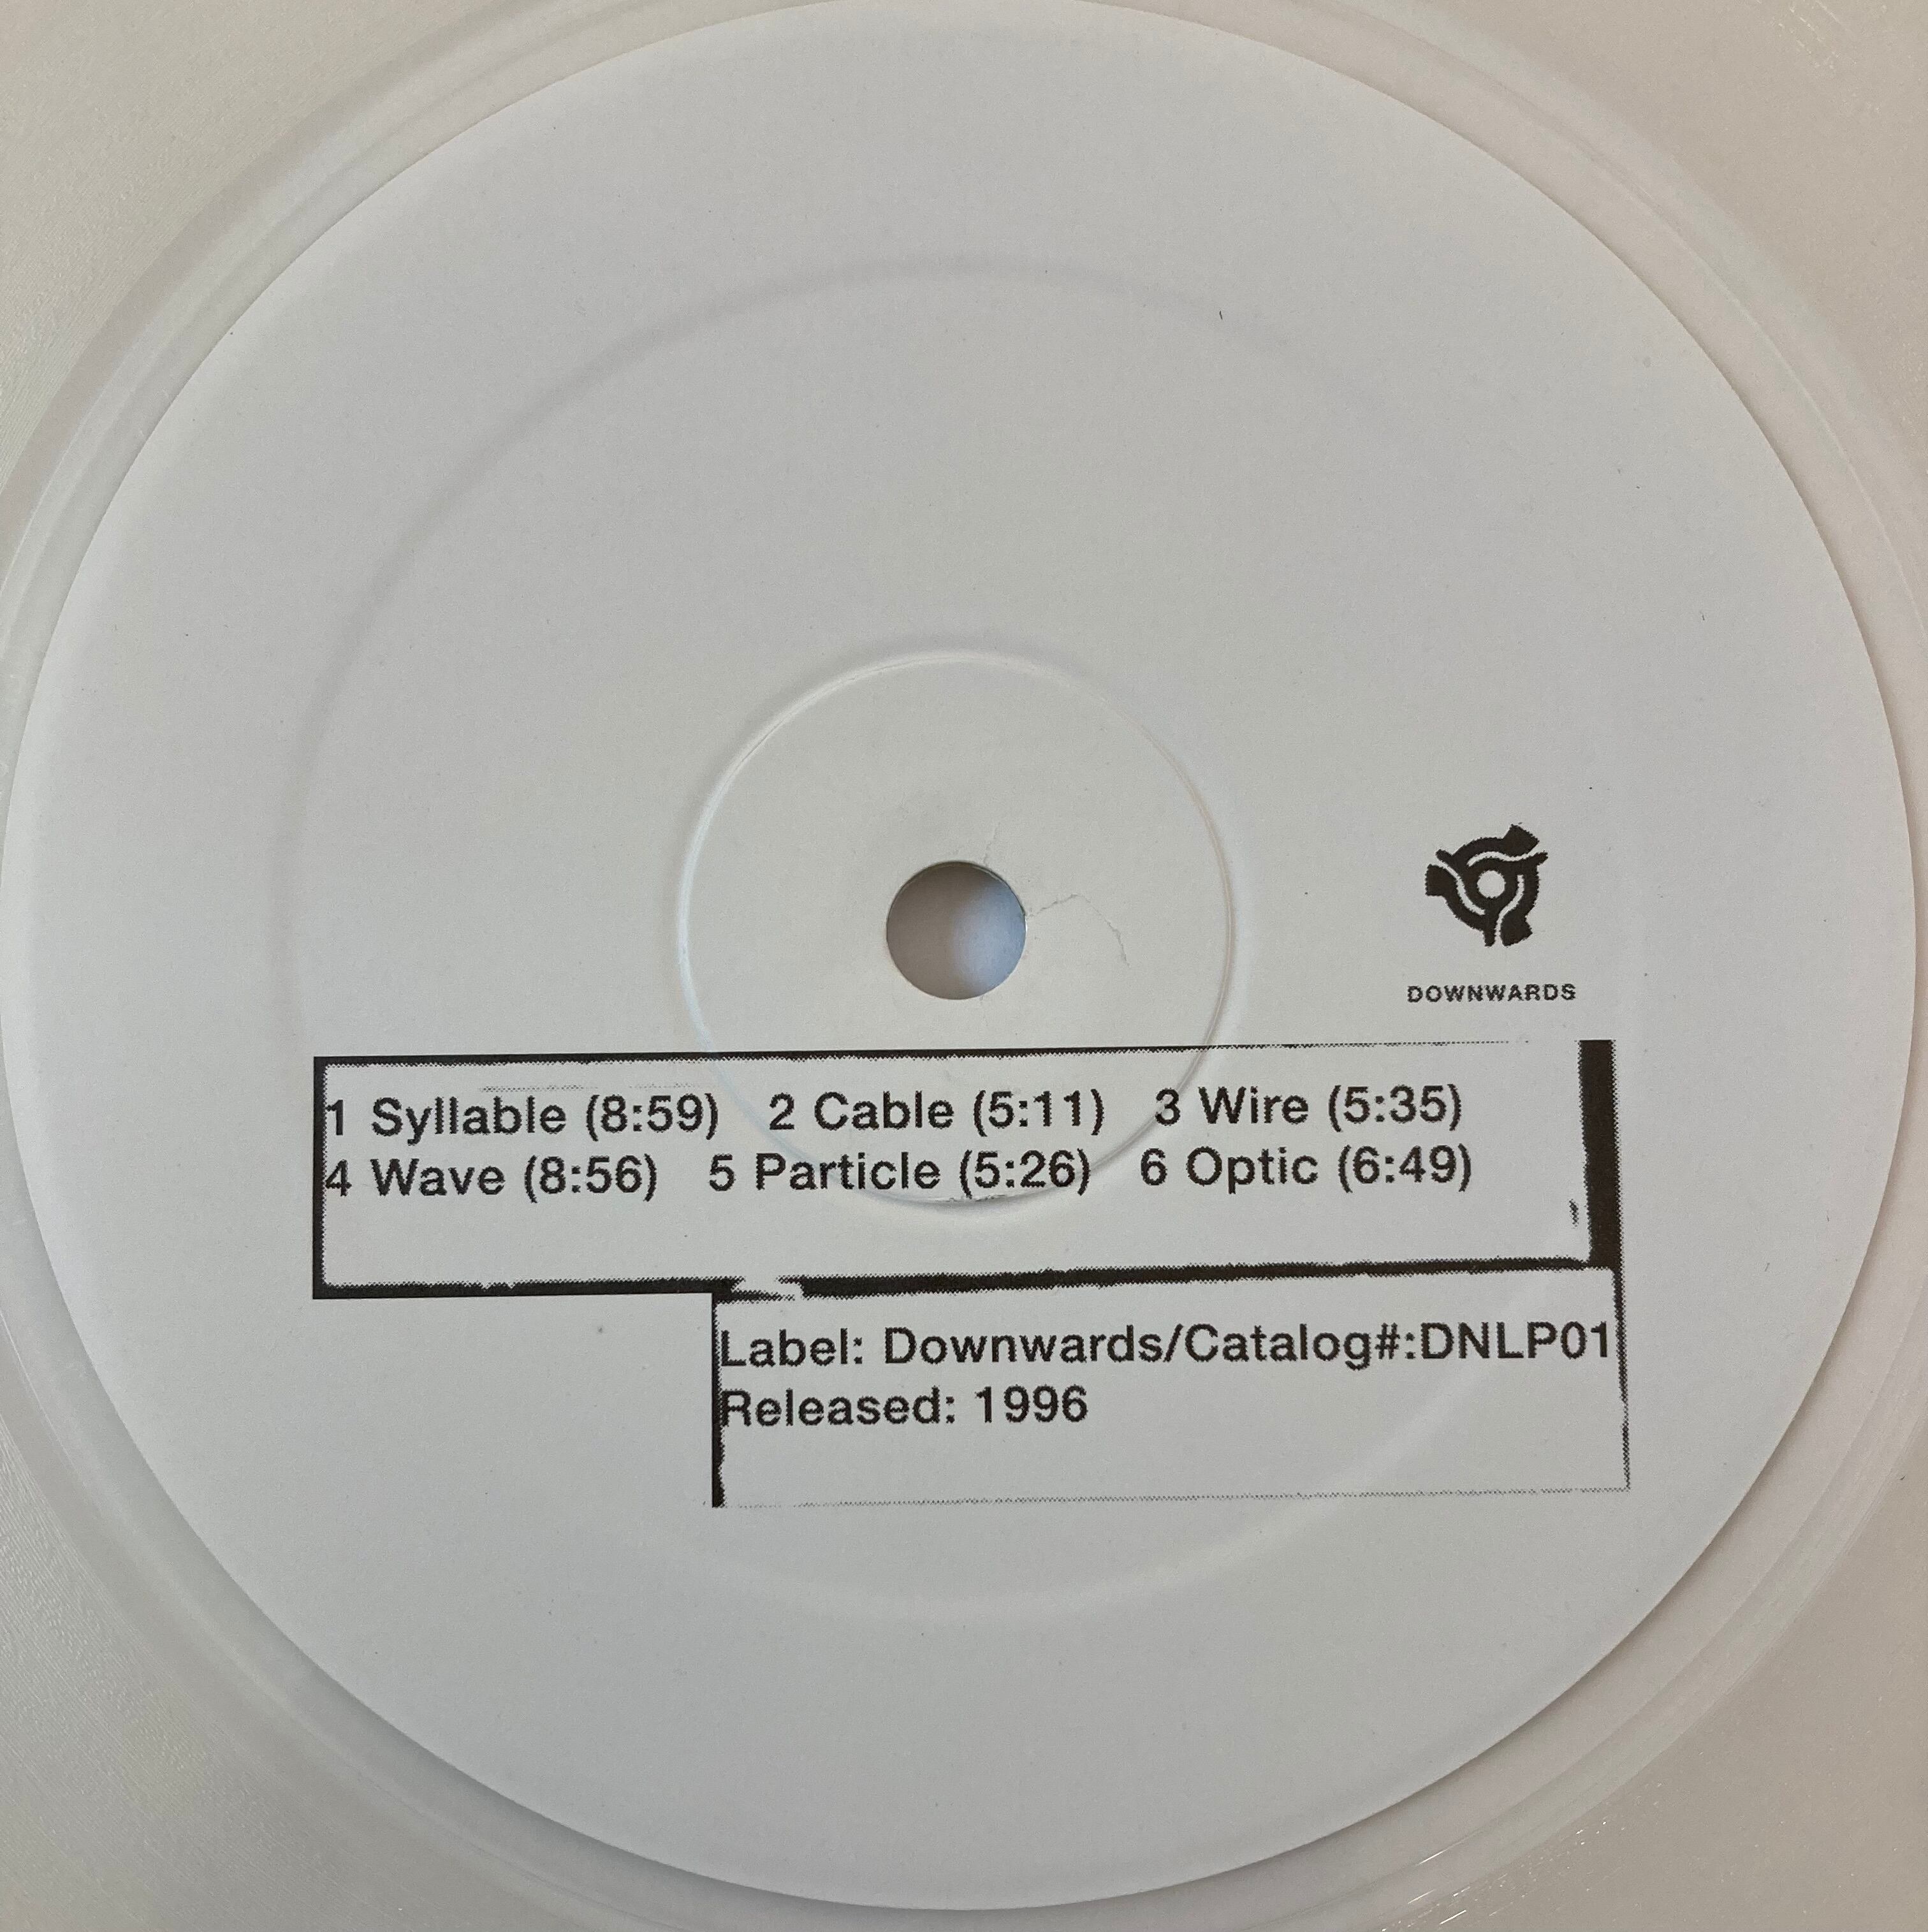 DOWNWARDS
1 Syllable (8:59) 2 Cable (5:11) 3 Wire (5:35)
4 Wave (8:56) 5 Particle (5:26) 6 Optic (6:49)
Label: Downwards/Catalog#:DNLP01
Released: 1996